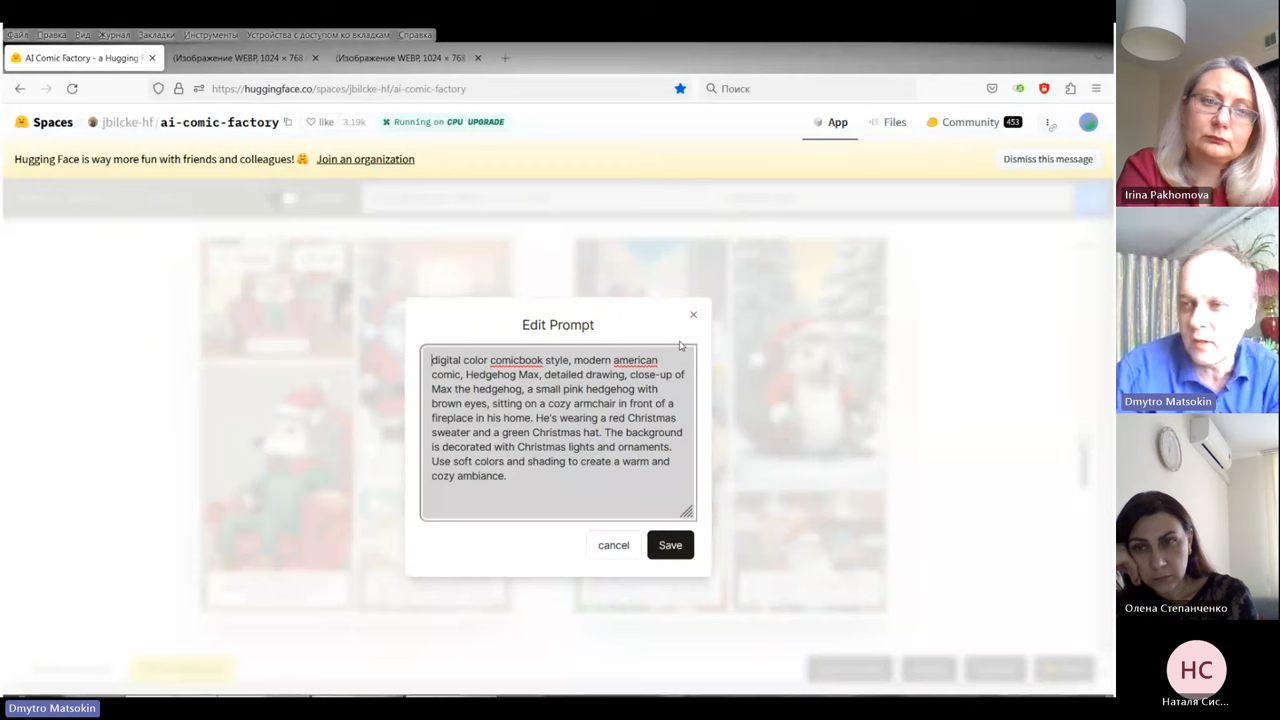 Файл Правка Вид Журнал Закладки Инструменты Устройства с доступом ко вкладкам Справка
AI Comic Factory - a Hugging F
(Изображение WEBP, 1024 × 768
(Изображение WEBP, 1024 × 768
https://huggingface.co/spaces/jbilcke-hf/ai-comic-factory
Поиск
Spaces jbilcke-hf/ai-comic-factory like 3.19k Running on CPU UPGRADE App Files Community 453
Hugging Face is way more fun with friends and colleagues! Join an organization Dismiss this message
Edit Prompt
digital color comicbook style, modern american
comic, Hedgehog Max, detailed drawing, close-up of
Max the hedgehog, a small pink hedgehog with
brown eyes, sitting on a cozy armchair in front of a
fireplace in his home. He's wearing a red Christmas
sweater and a green Christmas hat. The background
is decorated with Christmas lights and ornaments.
Use soft colors and shading to create a warm and
cozy ambiance.
cancel Save
Irina Pakhomova
Dmytro Matsokin
Олена Степанченко
НС
Наталя Сис...
Dmytro Matsokin